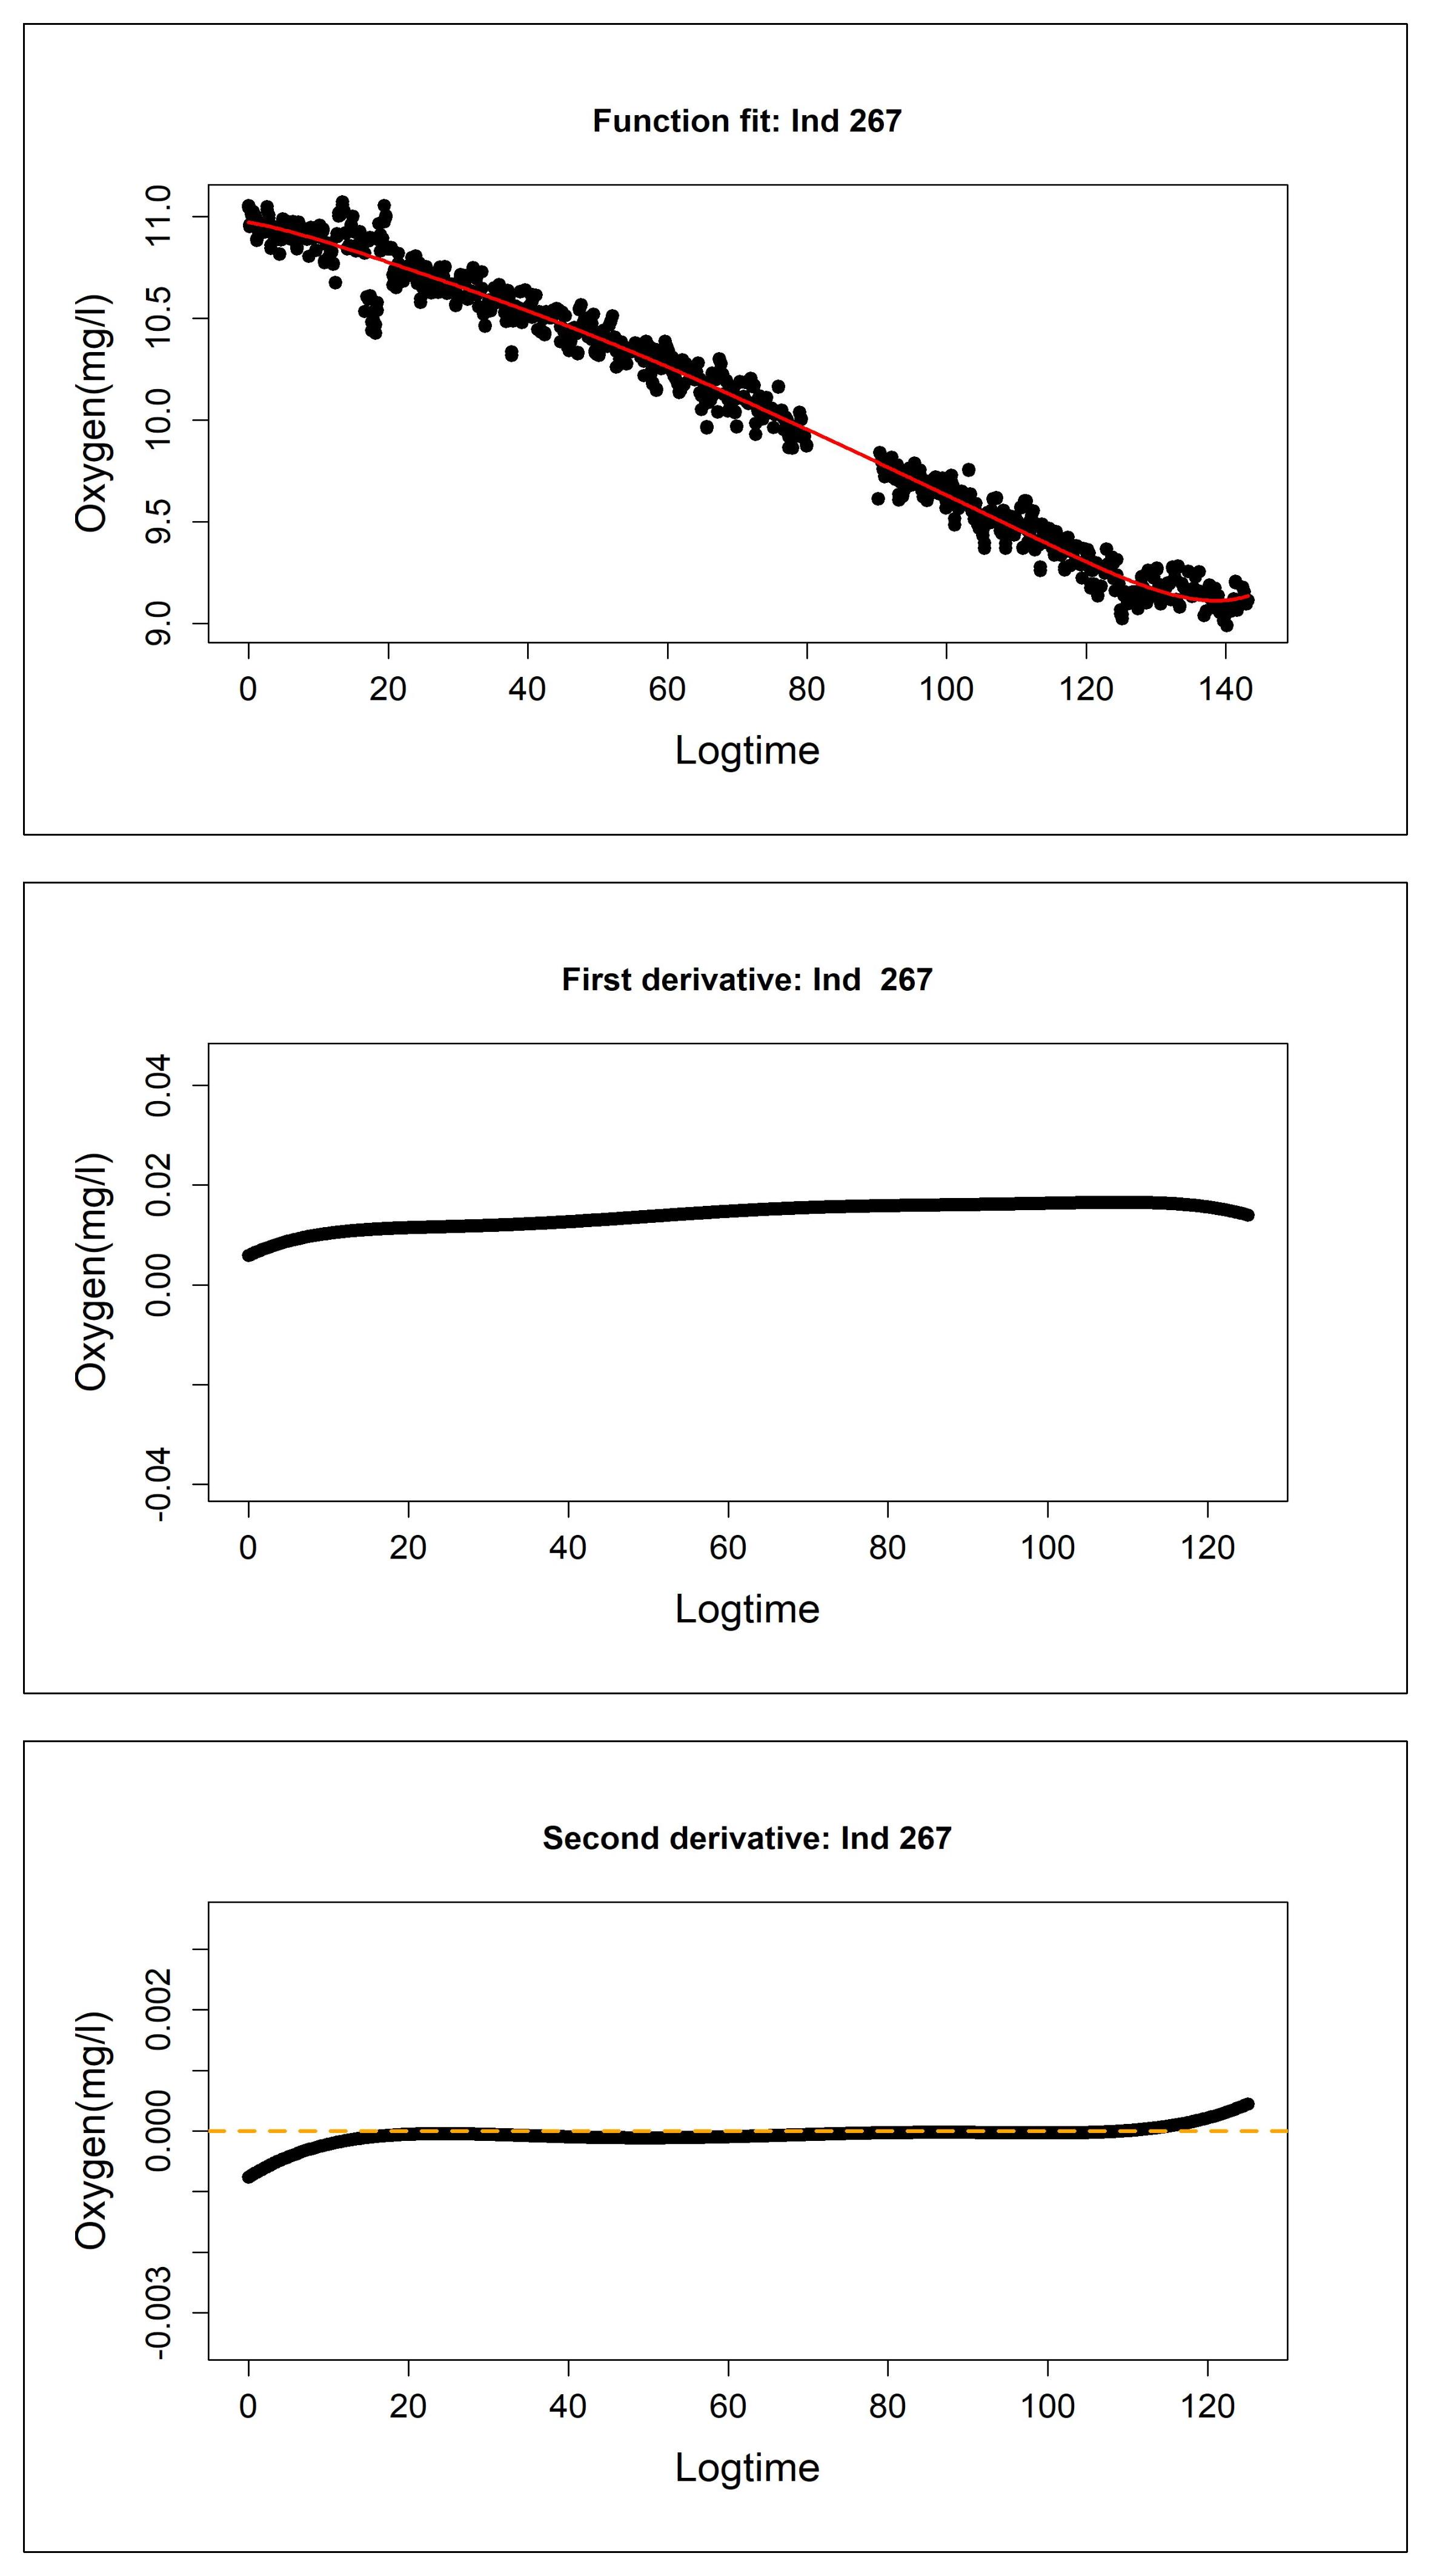 Function fit: Ind 267
Oxygen(mg/l)
11.0
10.5
10.0
9.5
9.0
0 20 40 60 80 100 120 140
Logtime
First derivative: Ind  267
Oxygen(mg/l)
0.04
0.02
0.00
-0.04
0 20 40 60 80 100 120
Logtime
Second derivative: Ind 267
Oxygen(mg/l)
0.002
0.000
-0.003
0 20 40 60 80 100 120
Logtime